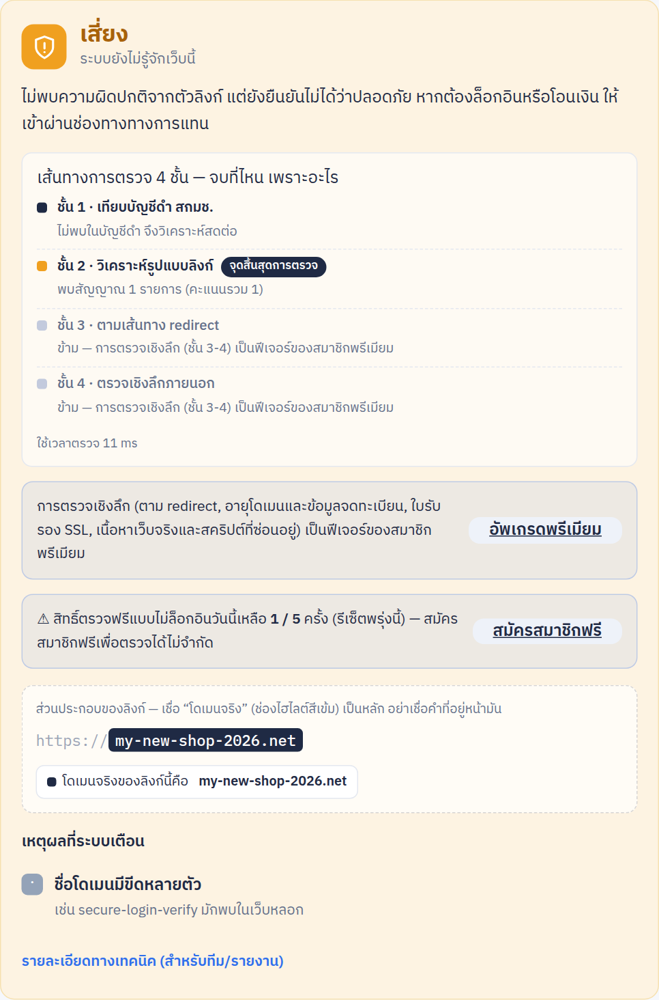 เสี่ยง
ระบบยังไม่รู้จักเว็บนี้
ไม่พบความผิดปกติจากตัวลิงก์ แต่ยังยืนยันไม่ได้ว่าปลอดภัย หากต้องล็อกอินหรือโอนเงิน ให้
เข้าผ่านช่องทางทางการแทน
เส้นทางการตรวจ 4 ชั้น — จบที่ไหน เพราะอะไร
ชั้น 1 · เทียบบัญชีดำ สกมช.
ไม่พบในบัญชีดำ จึงวิเคราะห์สดต่อ
ชั้น 2 · วิเคราะห์รูปแบบลิงก์ จุดสิ้นสุดการตรวจ
พบสัญญาณ 1 รายการ (คะแนนรวม 1)
ชั้น 3 · ตามเส้นทาง redirect
ข้าม — การตรวจเชิงลึก (ชั้น 3-4) เป็นฟีเจอร์ของสมาชิกพรีเมียม
ชั้น 4 · ตรวจเชิงลึกภายนอก
ข้าม — การตรวจเชิงลึก (ชั้น 3-4) เป็นฟีเจอร์ของสมาชิกพรีเมียม
ใช้เวลาตรวจ 11 ms
การตรวจเชิงลึก (ตาม redirect, อายุโดเมนและข้อมูลจดทะเบียน, ใบรับ
รอง SSL, เนื้อหาเว็บจริงและสคริปต์ที่ซ่อนอยู่) เป็นฟีเจอร์ของสมาชิก
พรีเมียม
อัพเกรดพรีเมียม
⚠ สิทธิ์ตรวจฟรีแบบไม่ล็อกอินวันนี้เหลือ 1 / 5 ครั้ง (รีเซ็ตพรุ่งนี้) — สมัคร
สมาชิกฟรีเพื่อตรวจได้ไม่จำกัด
สมัครสมาชิกฟรี
ส่วนประกอบของลิงก์ — เชื่อ “โดเมนจริง” (ช่องไฮไลต์สีเข้ม) เป็นหลัก อย่าเชื่อคำที่อยู่หน้ามัน
https://my-new-shop-2026.net
โดเมนจริงของลิงก์นี้คือ my-new-shop-2026.net
เหตุผลที่ระบบเตือน
ชื่อโดเมนมีขีดหลายตัว
เช่น secure-login-verify มักพบในเว็บหลอก
รายละเอียดทางเทคนิค (สำหรับทีม/รายงาน)